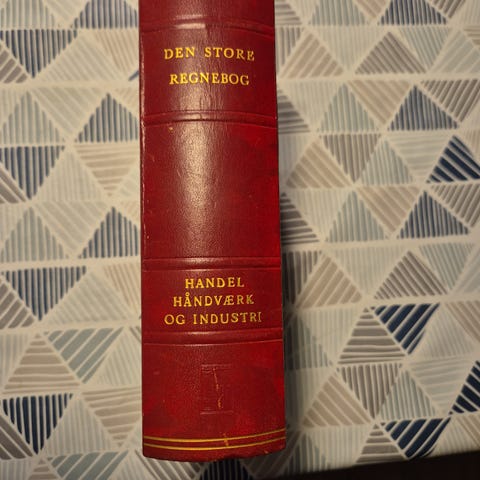 DEN STORE
REGNEBOG
HANDEL
HÅNDVÆRK
OG INDUSTRI